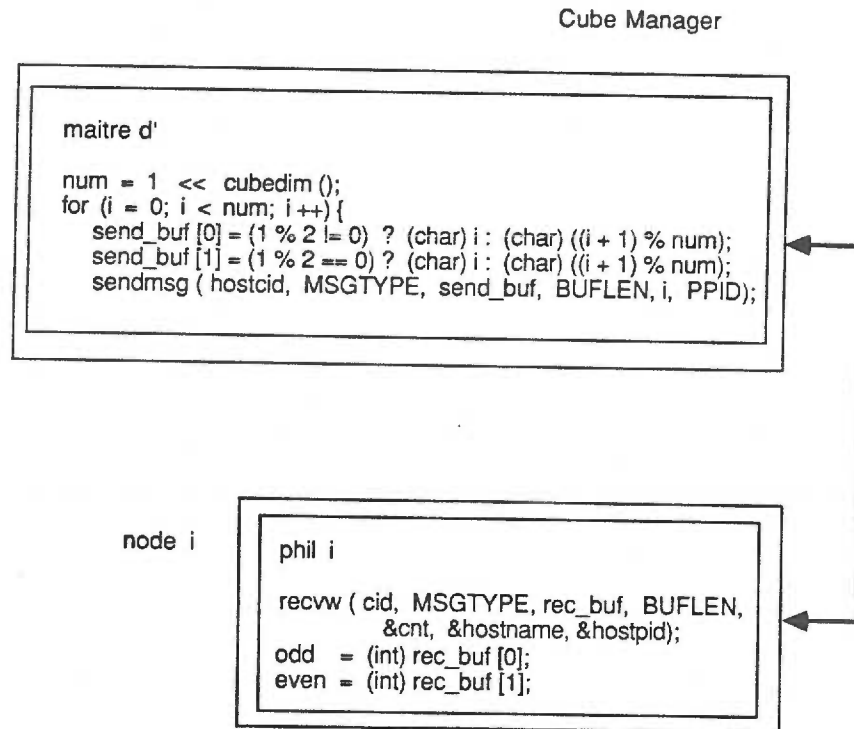 Cube Manager
maitre d'
num = 1 << cubedim ();
for (i = 0; i < num; i ++) {
send_buf [0] = (1 % 2 != 0) ? (char) i : (char) ((i + 1) % num);
send_buf [1] = (1 % 2 == 0) ? (char) i : (char) ((i + 1) % num);
sendmsg ( hostcid, MSGTYPE, send_buf, BUFLEN, i, PPID);
node i
phil i
recvw ( cid, MSGTYPE, rec_buf, BUFLEN,
&cnt, &hostname, &hostpid);
odd = (int) rec_buf [0];
even = (int) rec_buf [1];